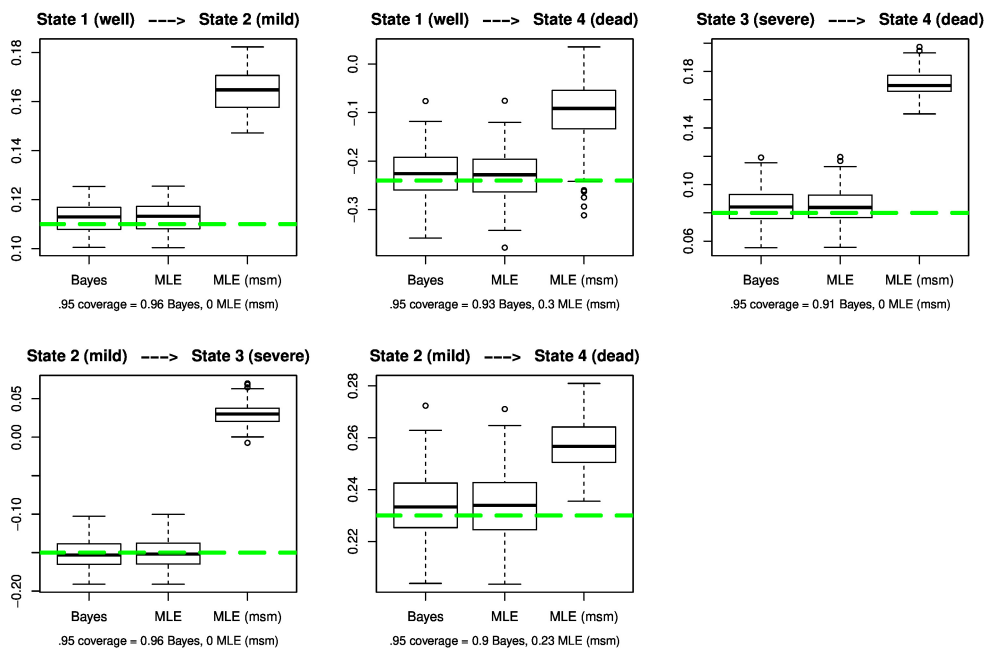 State 1 (well) ---> State 2 (mild)
0.18
0.16
0.14
0.12
0.10
Bayes MLE MLE (msm)
.95 coverage = 0.96 Bayes, 0 MLE (msm)
State 1 (well) ---> State 4 (dead)
0.0
−0.1
−0.2
−0.3
Bayes MLE MLE (msm)
.95 coverage = 0.93 Bayes, 0.3 MLE (msm)
State 3 (severe) ---> State 4 (dead)
0.18
0.14
0.10
0.06
Bayes MLE MLE (msm)
.95 coverage = 0.91 Bayes, 0 MLE (msm)
State 2 (mild) ---> State 3 (severe)
0.05
0.00
−0.10
−0.20
Bayes MLE MLE (msm)
.95 coverage = 0.96 Bayes, 0 MLE (msm)
State 2 (mild) ---> State 4 (dead)
0.28
0.26
0.24
0.22
Bayes MLE MLE (msm)
.95 coverage = 0.9 Bayes, 0.23 MLE (msm)